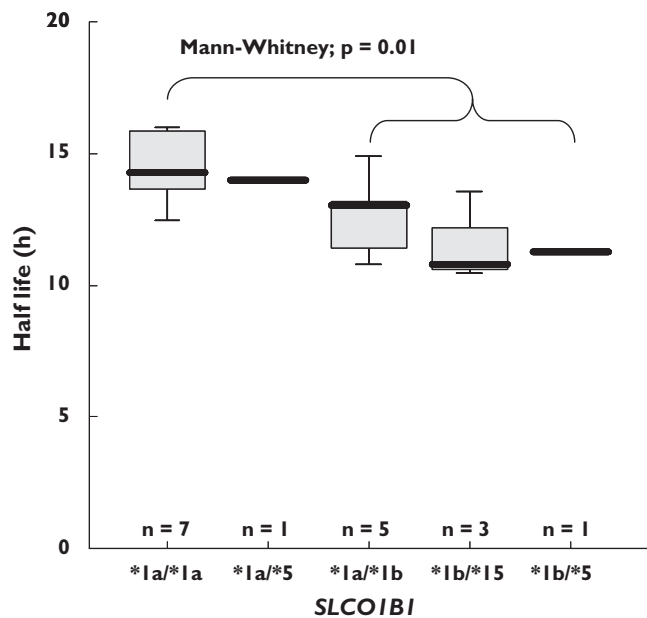 20
Mann-Whitney; p = 0.01
15
10
5
0
Half life (h)
n = 7 n = 1 n = 5 n = 3 n = 1
*1a/*1a *1a/*5 *1a/*1b *1b/*15 *1b/*5
SLCO1B1